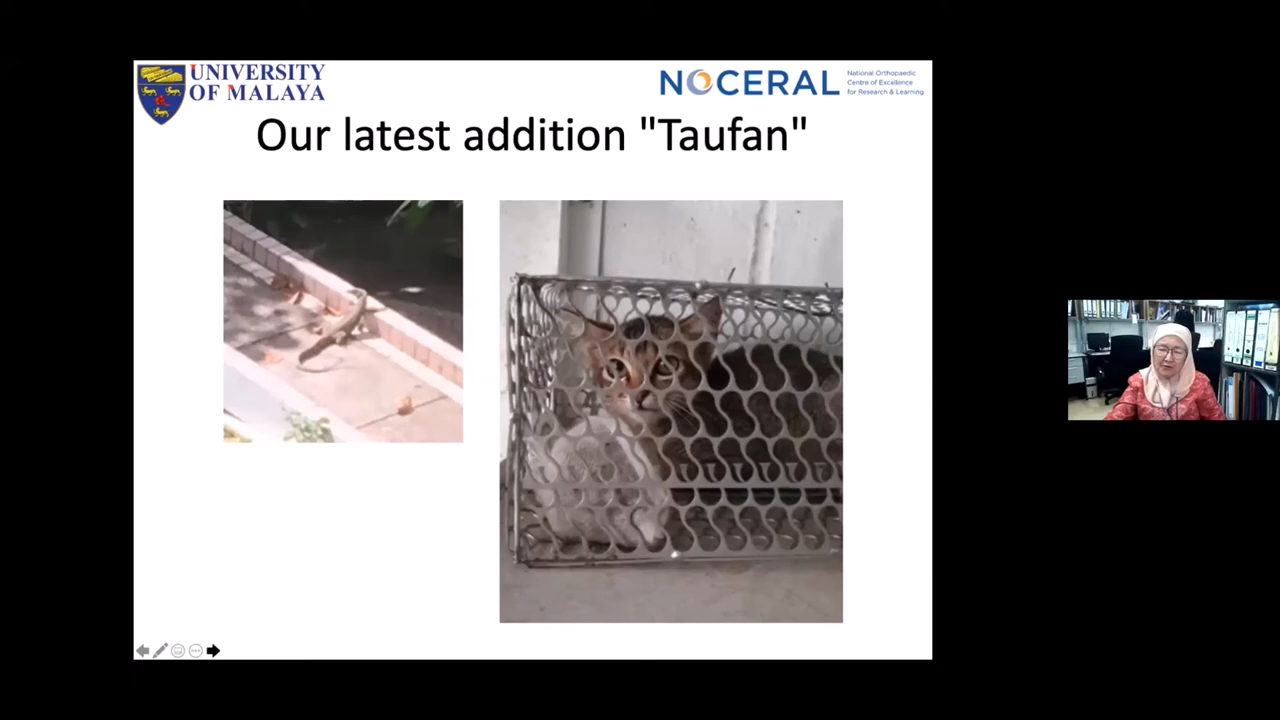 UNIVERSITY
OF MALAYA
NOCERAL
National Orthopaedic
Centre of Excellence
for Research & Learning
Our latest addition "Taufan"